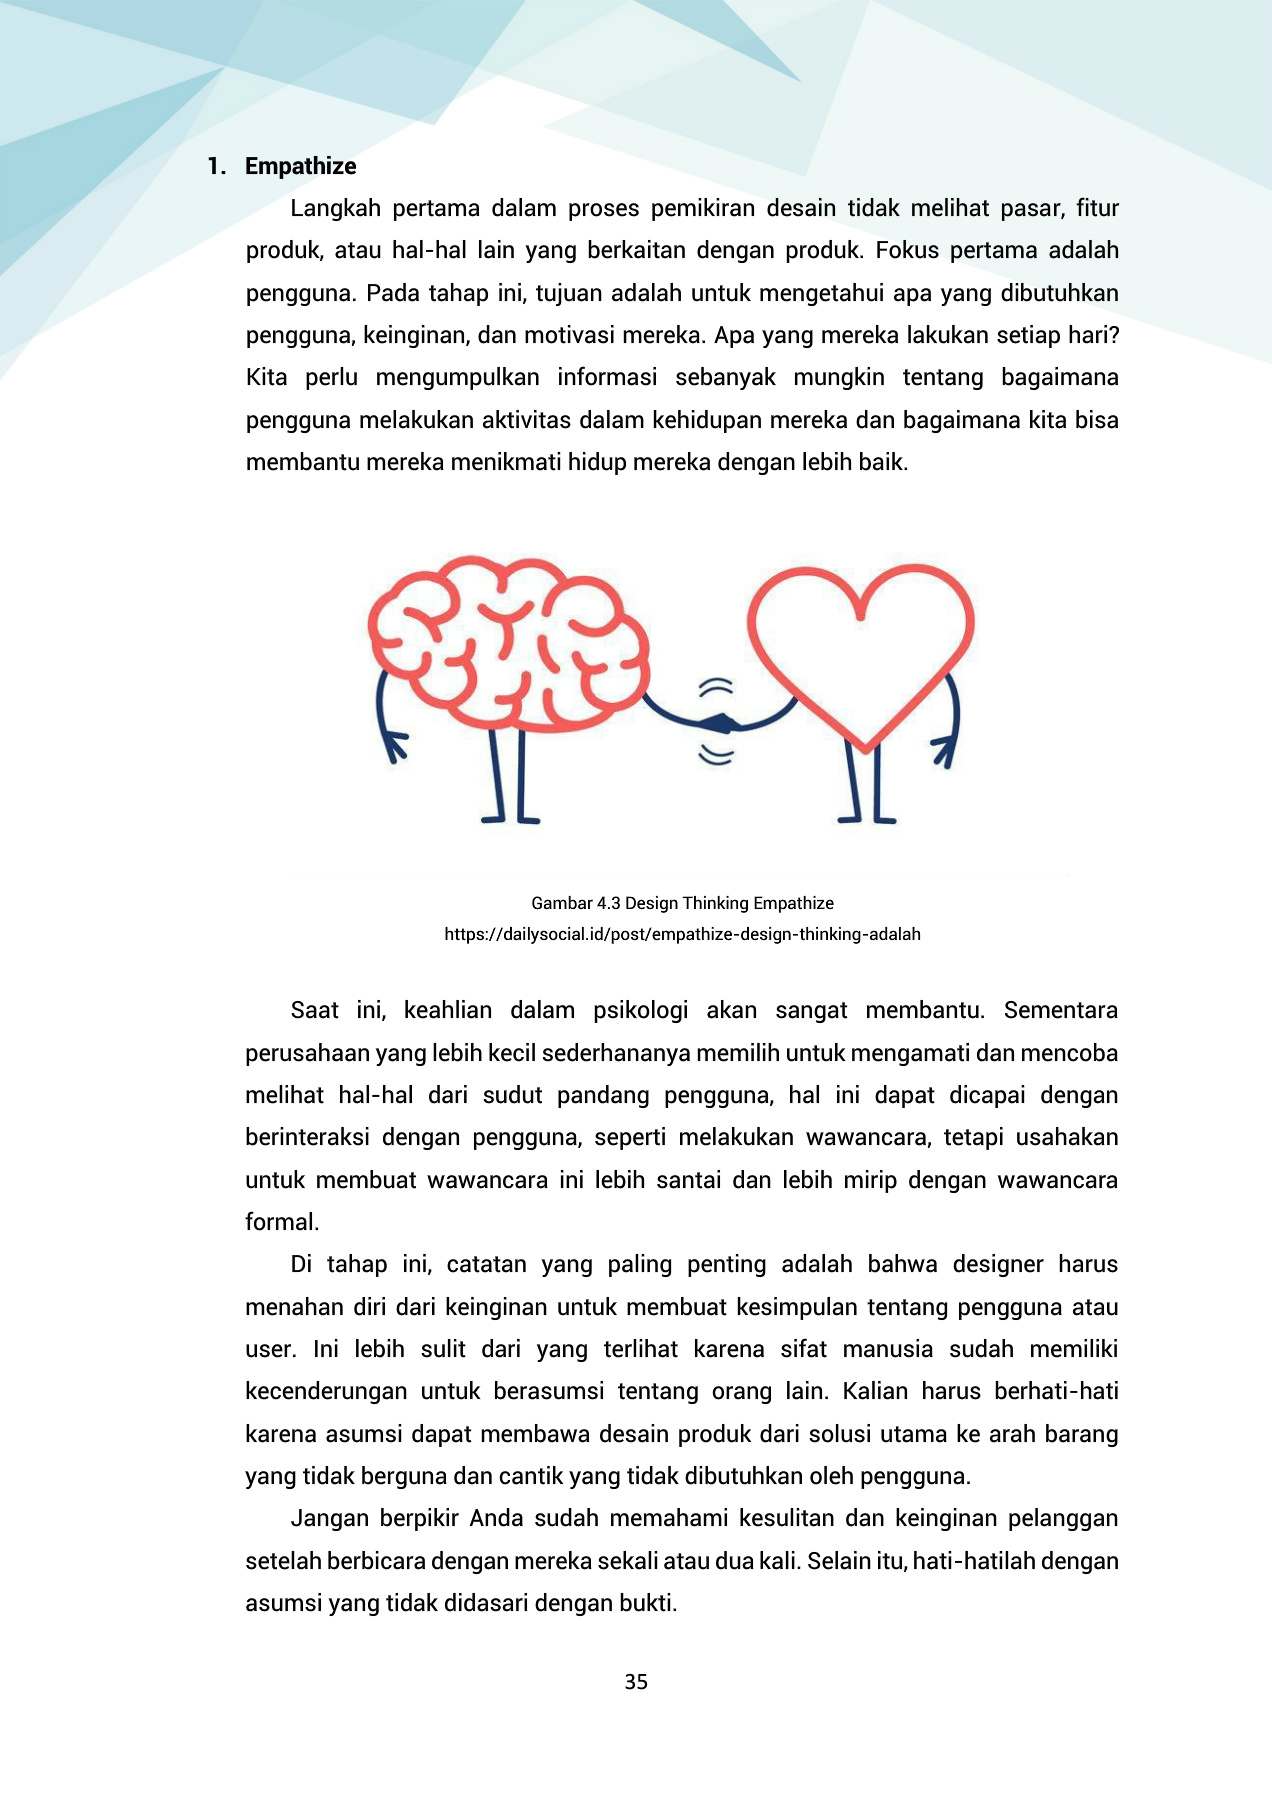 1. Empathize
Langkah pertama dalam proses pemikiran desain tidak melihat pasar, fitur
produk, atau hal-hal lain yang berkaitan dengan produk. Fokus pertama adalah
pengguna. Pada tahap ini, tujuan adalah untuk mengetahui apa yang dibutuhkan
pengguna, keinginan, dan motivasi mereka. Apa yang mereka lakukan setiap hari?
Kita perlu mengumpulkan informasi sebanyak mungkin tentang bagaimana
pengguna melakukan aktivitas dalam kehidupan mereka dan bagaimana kita bisa
membantu mereka menikmati hidup mereka dengan lebih baik.
Gambar 4.3 Design Thinking Empathize
https://dailysocial.id/post/empathize-design-thinking-adalah
Saat ini, keahlian dalam psikologi akan sangat membantu. Sementara
perusahaan yang lebih kecil sederhananya memilih untuk mengamati dan mencoba
melihat hal-hal dari sudut pandang pengguna, hal ini dapat dicapai dengan
berinteraksi dengan pengguna, seperti melakukan wawancara, tetapi usahakan
untuk membuat wawancara ini lebih santai dan lebih mirip dengan wawancara
formal.
Di tahap ini, catatan yang paling penting adalah bahwa designer harus
menahan diri dari keinginan untuk membuat kesimpulan tentang pengguna atau
user. Ini lebih sulit dari yang terlihat karena sifat manusia sudah memiliki
kecenderungan untuk berasumsi tentang orang lain. Kalian harus berhati-hati
karena asumsi dapat membawa desain produk dari solusi utama ke arah barang
yang tidak berguna dan cantik yang tidak dibutuhkan oleh pengguna.
Jangan berpikir Anda sudah memahami kesulitan dan keinginan pelanggan
setelah berbicara dengan mereka sekali atau dua kali. Selain itu, hati-hatilah dengan
asumsi yang tidak didasari dengan bukti.
35